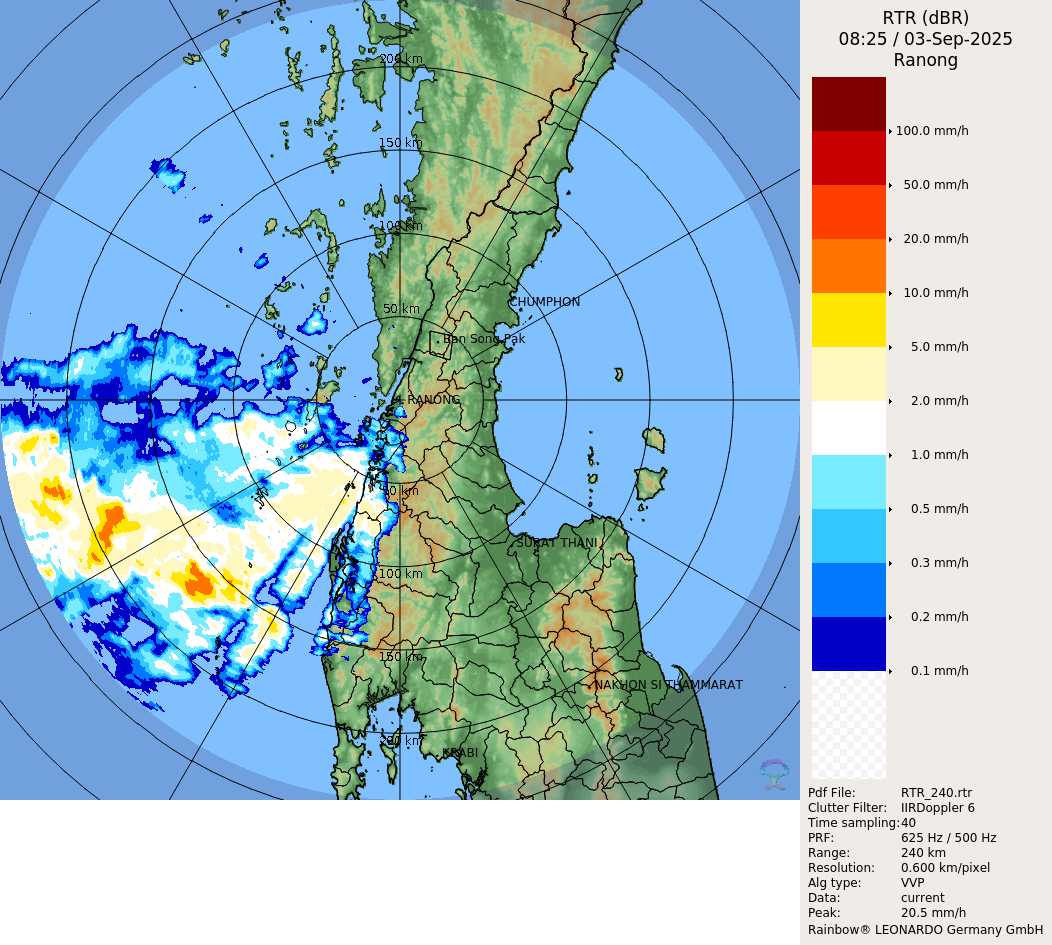 RTR (dBR)
08:25 / 03-Sep-2025
Ranong
200 km
150 km
100 km
50 km
CHUMPHON
Ban Song Pak
RANONG
50 km
SURAT THANI
100 km
150 km
NAKHON SI THAMMARAT
200 km
KRABI
100.0 mm/h
50.0 mm/h
20.0 mm/h
10.0 mm/h
5.0 mm/h
2.0 mm/h
1.0 mm/h
0.5 mm/h
0.3 mm/h
0.2 mm/h
0.1 mm/h
Pdf File: RTR_240.rtr
Clutter Filter: IIRDoppler 6
Time sampling:40
PRF: 625 Hz / 500 Hz
Range: 240 km
Resolution: 0.600 km/pixel
Alg type: VVP
Data: current
Peak: 20.5 mm/h
Rainbow® LEONARDO Germany GmbH